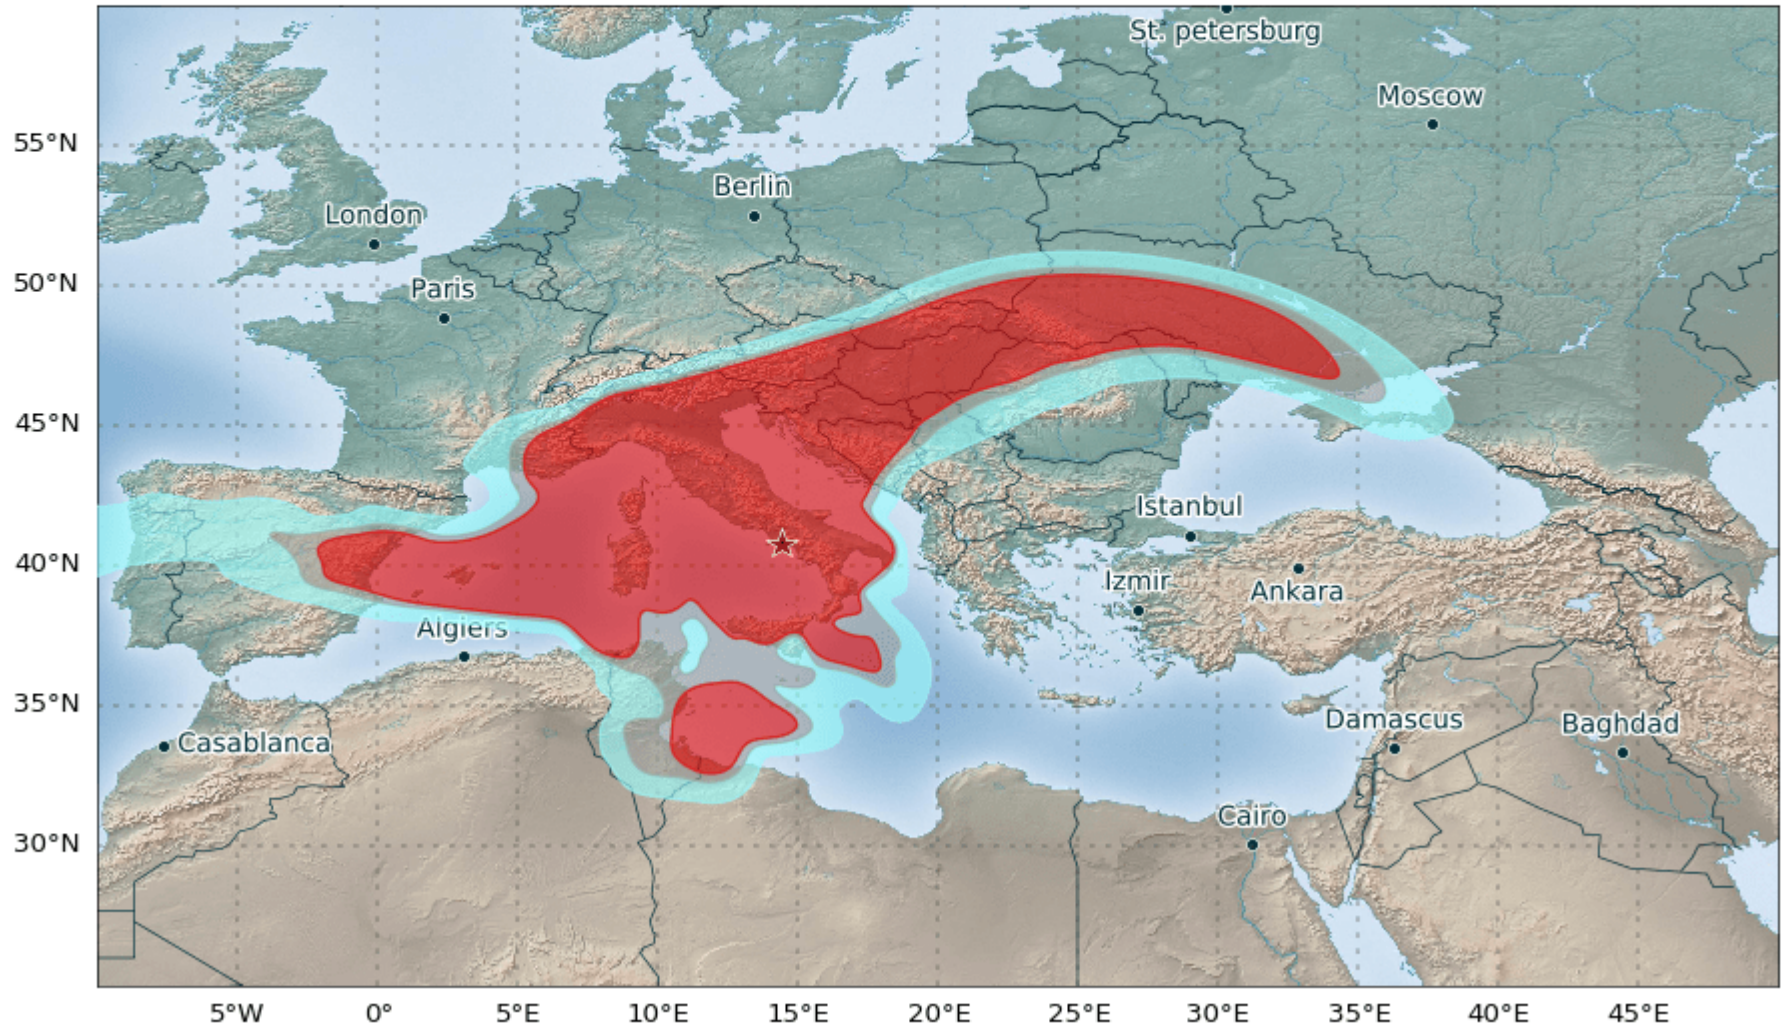 St. petersburg
Moscow
55°N
Berlin
London
50°N
Paris
45°N
Istanbul
40°N
Izmir
Ankara
Algiers
35°N
Damascus
Baghdad
Casablanca
Cairo
30°N
5°W
0°
5°E
10°E
15°E
20°E
25°E
30°E
35°E
40°E
45°E